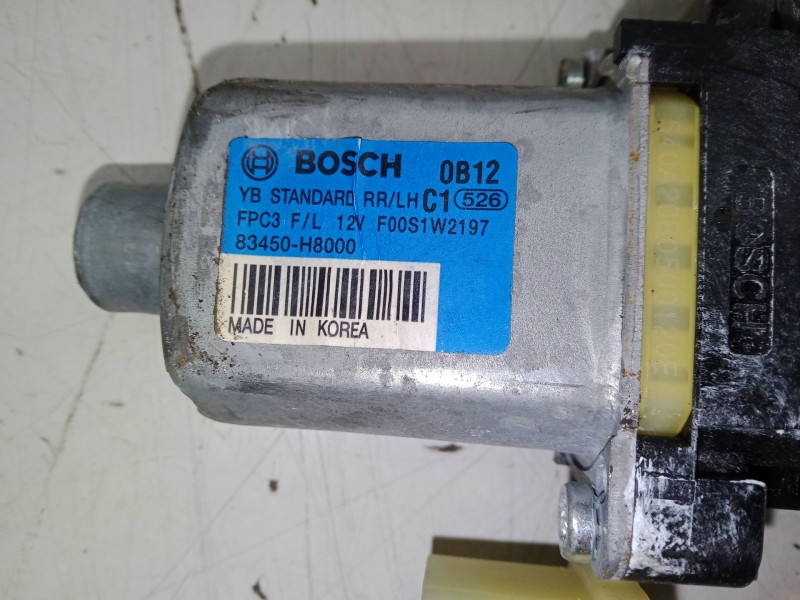 BOSCH 0B12
YB STANDARD RR/LH C1 526
FPC3 F/L 12V F00S1W2197
83450-H8000
MADE IN KOREA
BOSCH